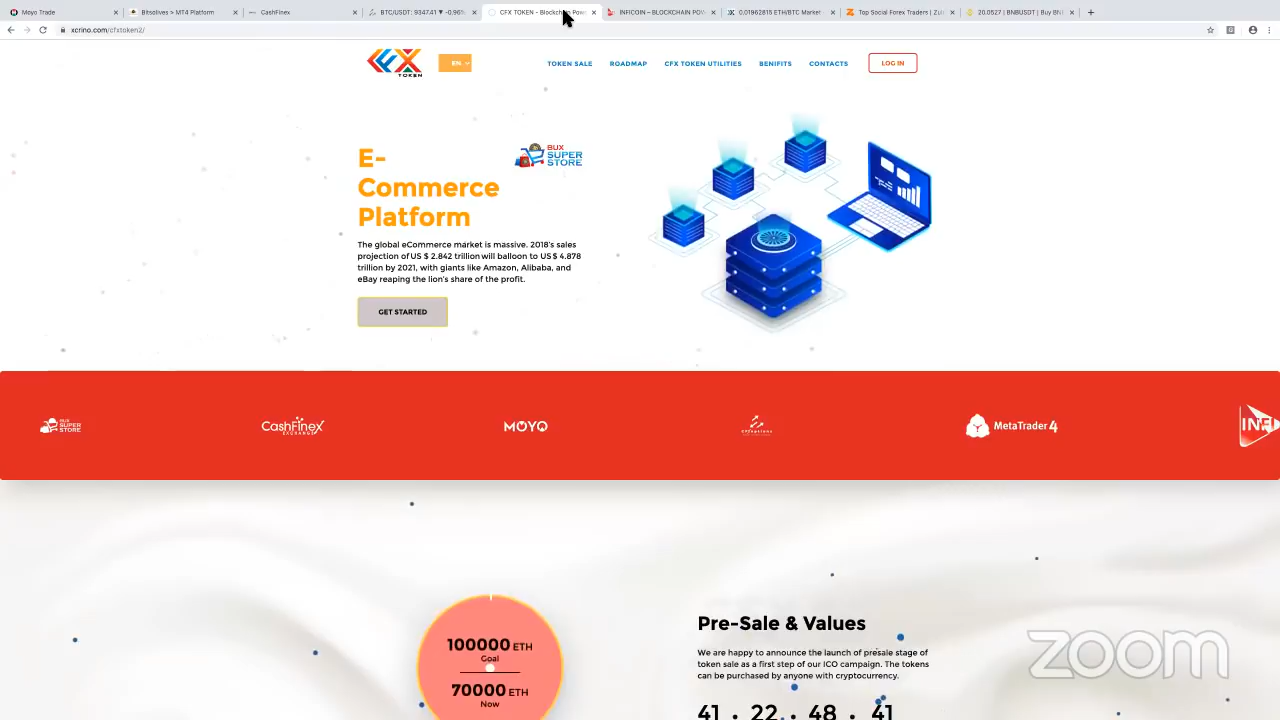 Moyo Trade
Bitsolives > MT4 Platform
CashFinex
BTC/USDT: 9347.41 ▼ -0.96%
CFX TOKEN - Blockchain Pow
INFICOIN – BLOCKCHAIN POW
0.01962815 ETH/BTC Market
Top Social Forex Traders | Zul
20.0527 | BNBUSDT | Buy BN
xcrino.com/cfxtoken2/
TOKEN
EN
TOKEN SALE
ROADMAP
CFX TOKEN UTILITIES
BENIFITS
CONTACTS
LOG IN
E-
Commerce
Platform
BUX
SUPER
STORE
The global eCommerce market is massive. 2018's sales
projection of US $ 2.842 trillion will balloon to US$ 4.878
trillion by 2021, with giants like Amazon, Alibaba, and
eBay reaping the lion's share of the profit.
GET STARTED
BUX
SUPER
STORE
CashFineX
EXCHANGE
MOYO
MetaTrader 4
INFI
100000 ETH
Goal
70000 ETH
Now
Pre-Sale & Values
We are happy to announce the launch of presale stage of
token sale as a first step of our ICO campaign. The tokens
can be purchased by anyone with cryptocurrency.
41 : 22 : 48 : 41
zoom